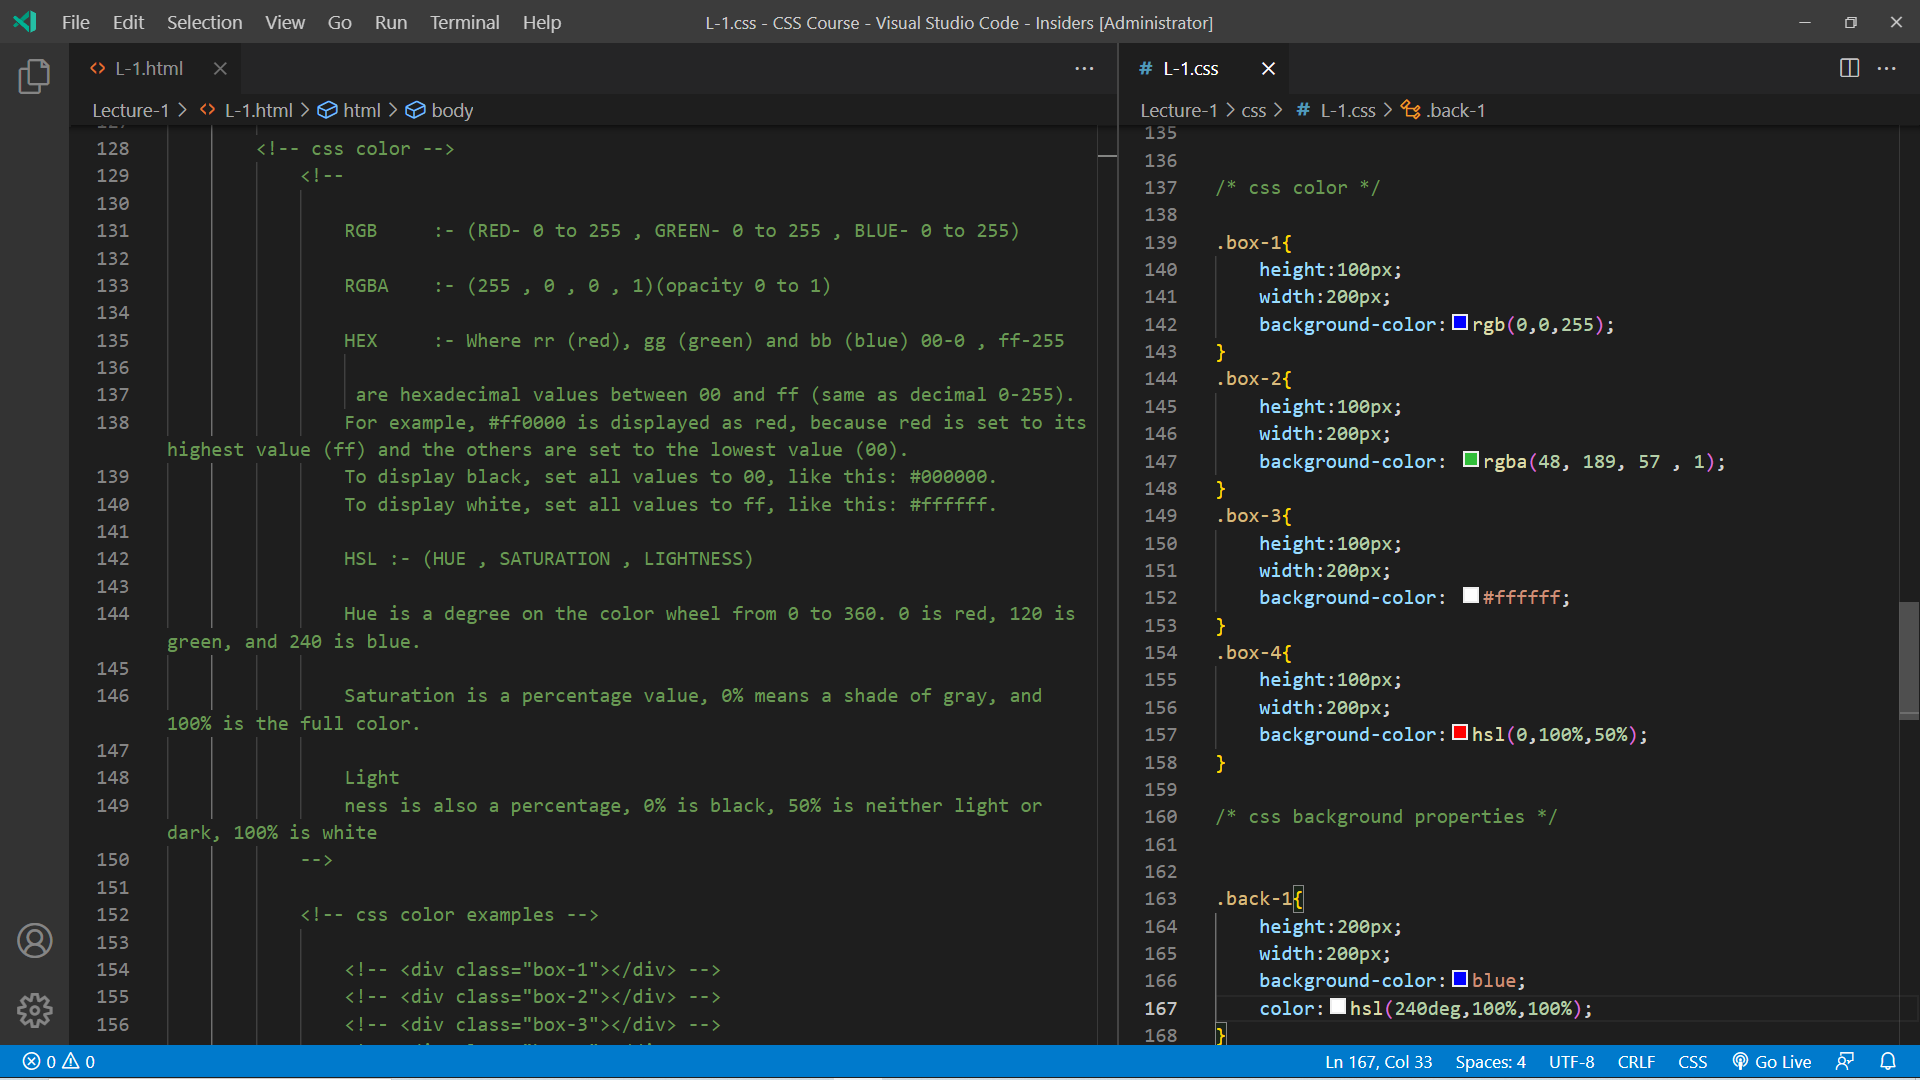 File Edit Selection View Go Run Terminal Help L-1.css - CSS Course - Visual Studio Code - Insiders [Administrator]
L-1.html
Lecture-1 > L-1.html > html > body
128 <!-- css color -->
129 <!--
130
131 RGB :- (RED- 0 to 255 , GREEN- 0 to 255 , BLUE- 0 to 255)
132
133 RGBA :- (255 , 0 , 0 , 1)(opacity 0 to 1)
134
135 HEX :- Where rr (red), gg (green) and bb (blue) 00-0 , ff-255
136
137 are hexadecimal values between 00 and ff (same as decimal 0-255).
138 For example, #ff0000 is displayed as red, because red is set to its
highest value (ff) and the others are set to the lowest value (00).
139 To display black, set all values to 00, like this: #000000.
140 To display white, set all values to ff, like this: #ffffff.
141
142 HSL :- (HUE , SATURATION , LIGHTNESS)
143
144 Hue is a degree on the color wheel from 0 to 360. 0 is red, 120 is
green, and 240 is blue.
145
146 Saturation is a percentage value, 0% means a shade of gray, and
100% is the full color.
147
148 Light
149 ness is also a percentage, 0% is black, 50% is neither light or
dark, 100% is white
150 -->
151
152 <!-- css color examples -->
153
154 <!-- <div class="box-1"></div> -->
155 <!-- <div class="box-2"></div> -->
156 <!-- <div class="box-3"></div> -->
# L-1.css
Lecture-1 > css > # L-1.css > .back-1
135
136
137 /* css color */
138
139 .box-1{
140 height:100px;
141 width:200px;
142 background-color:rgb(0,0,255);
143 }
144 .box-2{
145 height:100px;
146 width:200px;
147 background-color: rgba(48, 189, 57 , 1);
148 }
149 .box-3{
150 height:100px;
151 width:200px;
152 background-color: #ffffff;
153 }
154 .box-4{
155 height:100px;
156 width:200px;
157 background-color:hsl(0,100%,50%);
158 }
159
160 /* css background properties */
161
162
163 .back-1{
164 height:200px;
165 width:200px;
166 background-color:blue;
167 color:hsl(240deg,100%,100%);
168 }
0 0 Ln 167, Col 33 Spaces: 4 UTF-8 CRLF CSS Go Live